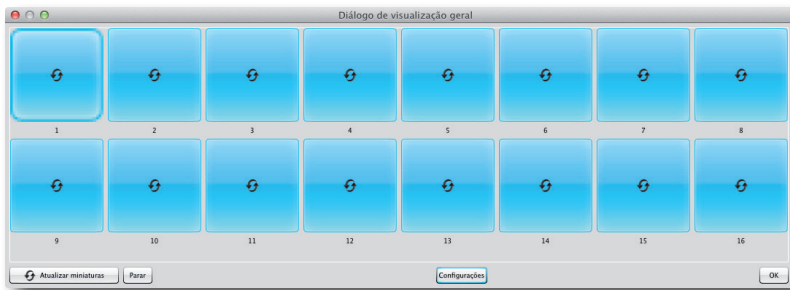 Diálogo de visualização geral
1 2 3 4 5 6 7 8
9 10 11 12 13 14 15 16
Atualizar miniaturas Parar Configurações OK